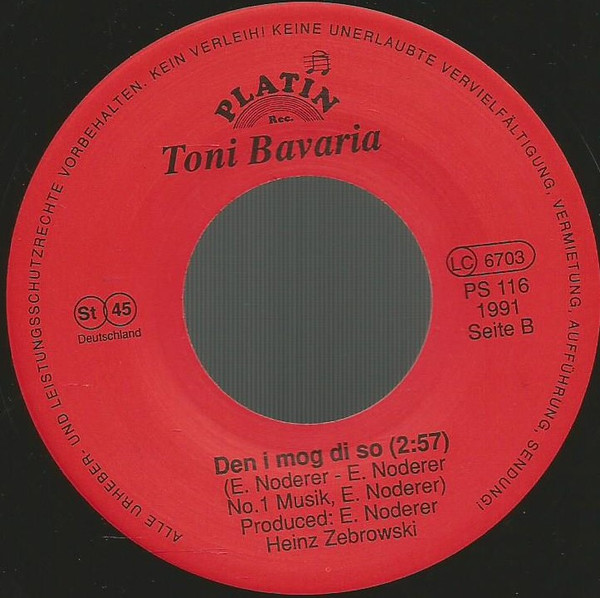 ALLE URHEBER- UND LEISTUNGSSCHUTZRECHTE VORBEHALTEN. KEIN VERLEIH! KEINE UNERLAUBTE VERVIELFÄLTIGUNG, VERMIETUNG, AUFFÜHRUNG, SENDUNG!
PLATIN
Rec.
Toni Bavaria
St 45
Deutschland
LC 6703
PS 116
1991
Seite B
Den i mog di so (2:57)
(E. Noderer - E. Noderer
No.1 Musik, E. Noderer)
Produced: E. Noderer
Heinz Zebrowski